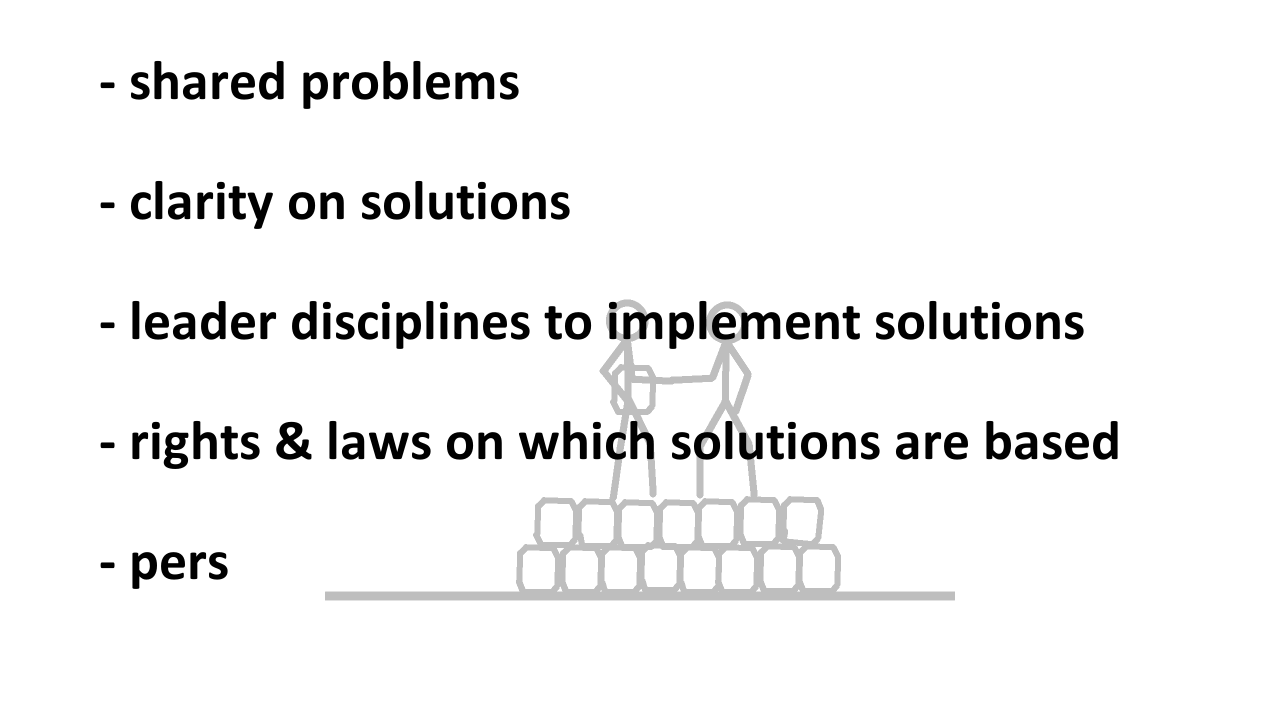 - shared problems
- clarity on solutions
- leader disciplines to implement solutions
- rights & laws on which solutions are based
- pers